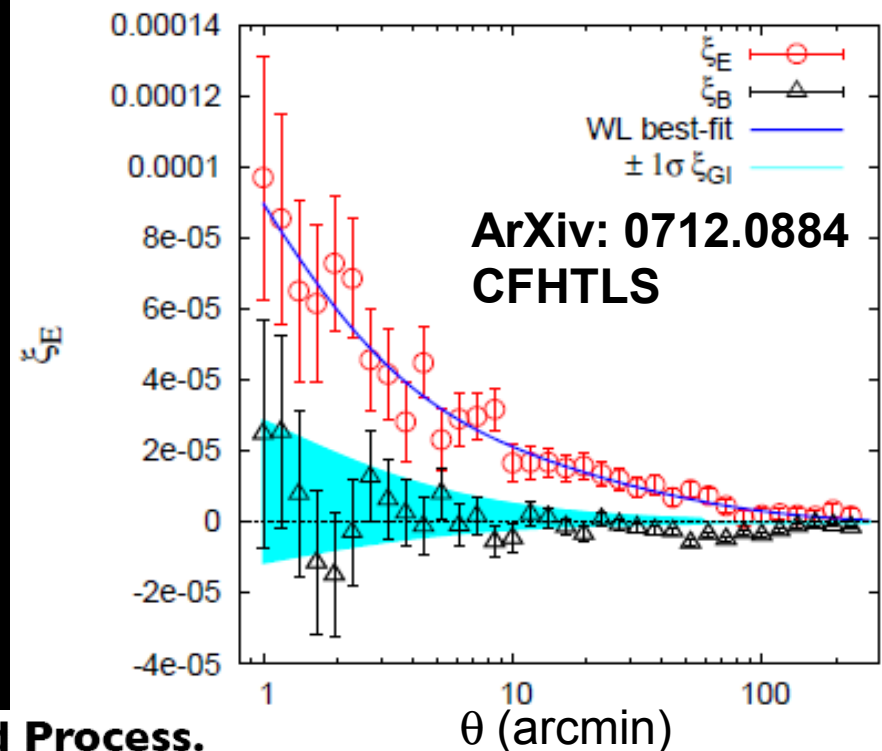 0.00014
0.00012
0.0001
8e-05
6e-05
4e-05
2e-05
0
-2e-05
-4e-05
ξE
ξE
ξB
WL best-fit
± 1σ ξGI
ArXiv: 0712.0884
CFHTLS
1 10 100
θ (arcmin)
Process.